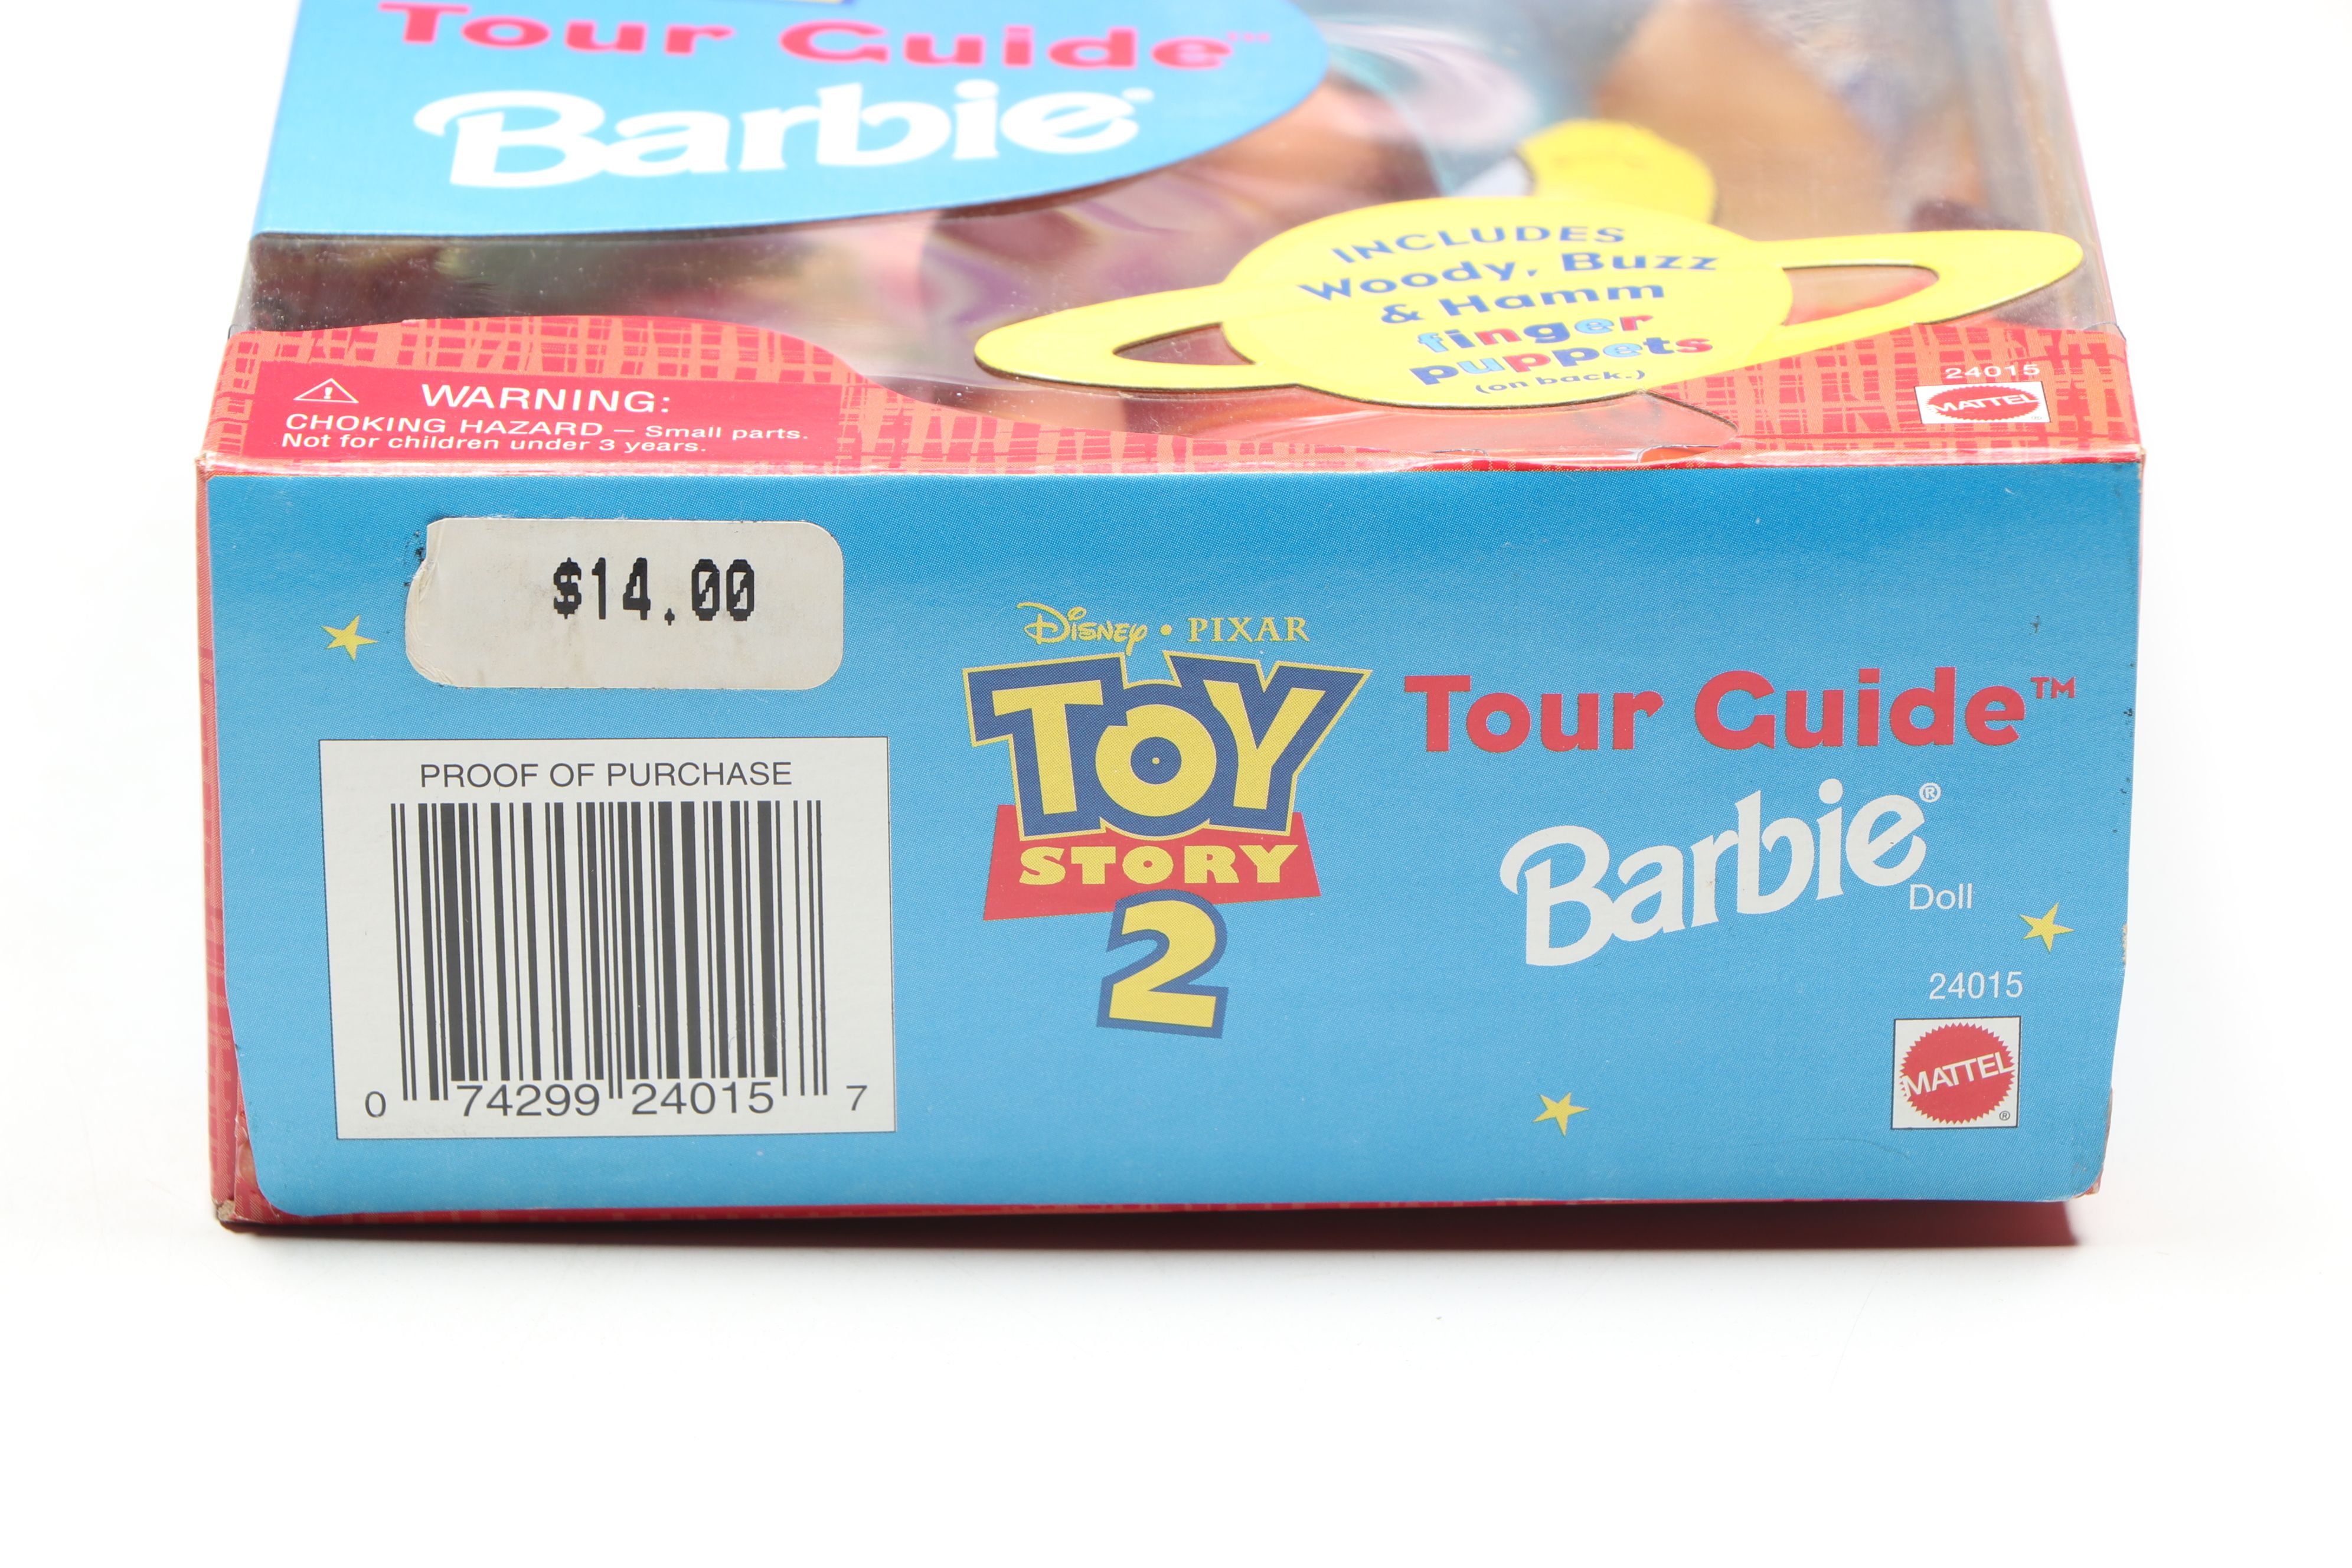 Tour Guide™
Barbie®
INCLUDES
Woody, Buzz
& Hamm
finger
puppets
(on back.)
24015
MATTEL
WARNING:
CHOKING HAZARD – Small parts.
Not for children under 3 years.
$14.00
Disney • PIXAR
TOY
STORY
2
Tour Guide™
Barbie®
Doll
24015
MATTEL®
PROOF OF PURCHASE
0 74299 24015 7